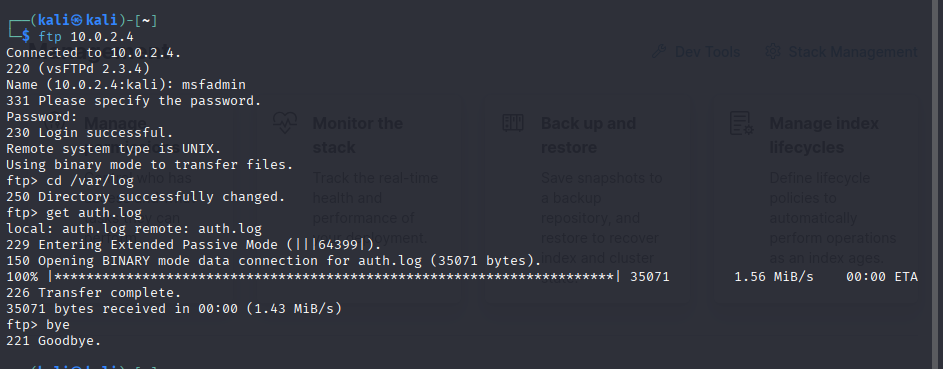 ┌──(kali㉿kali)-[~]
└─$ ftp 10.0.2.4
Connected to 10.0.2.4.
220 (vsFTPd 2.3.4)
Name (10.0.2.4:kali): msfadmin
331 Please specify the password.
Password:
230 Login successful.
Remote system type is UNIX.
Using binary mode to transfer files.
ftp> cd /var/log
250 Directory successfully changed.
ftp> get auth.log
local: auth.log remote: auth.log
229 Entering Extended Passive Mode (|||64399|).
150 Opening BINARY mode data connection for auth.log (35071 bytes).
100% |***********************************************************************| 35071 1.56 MiB/s 00:00 ETA
226 Transfer complete.
35071 bytes received in 00:00 (1.43 MiB/s)
ftp> bye
221 Goodbye.
(kali㉿kali)-[~]
Dev Tools
Stack Management
Manage
Monitor the
stack
Track the real-time
health and
performance of
deployment.
Back up and
restore
Save snapshots to
a backup
repository, and
restore to recover
index and cluster
Manage index
lifecycles
Define lifecycle
policies to
automatically
perform operations
as an index ages.